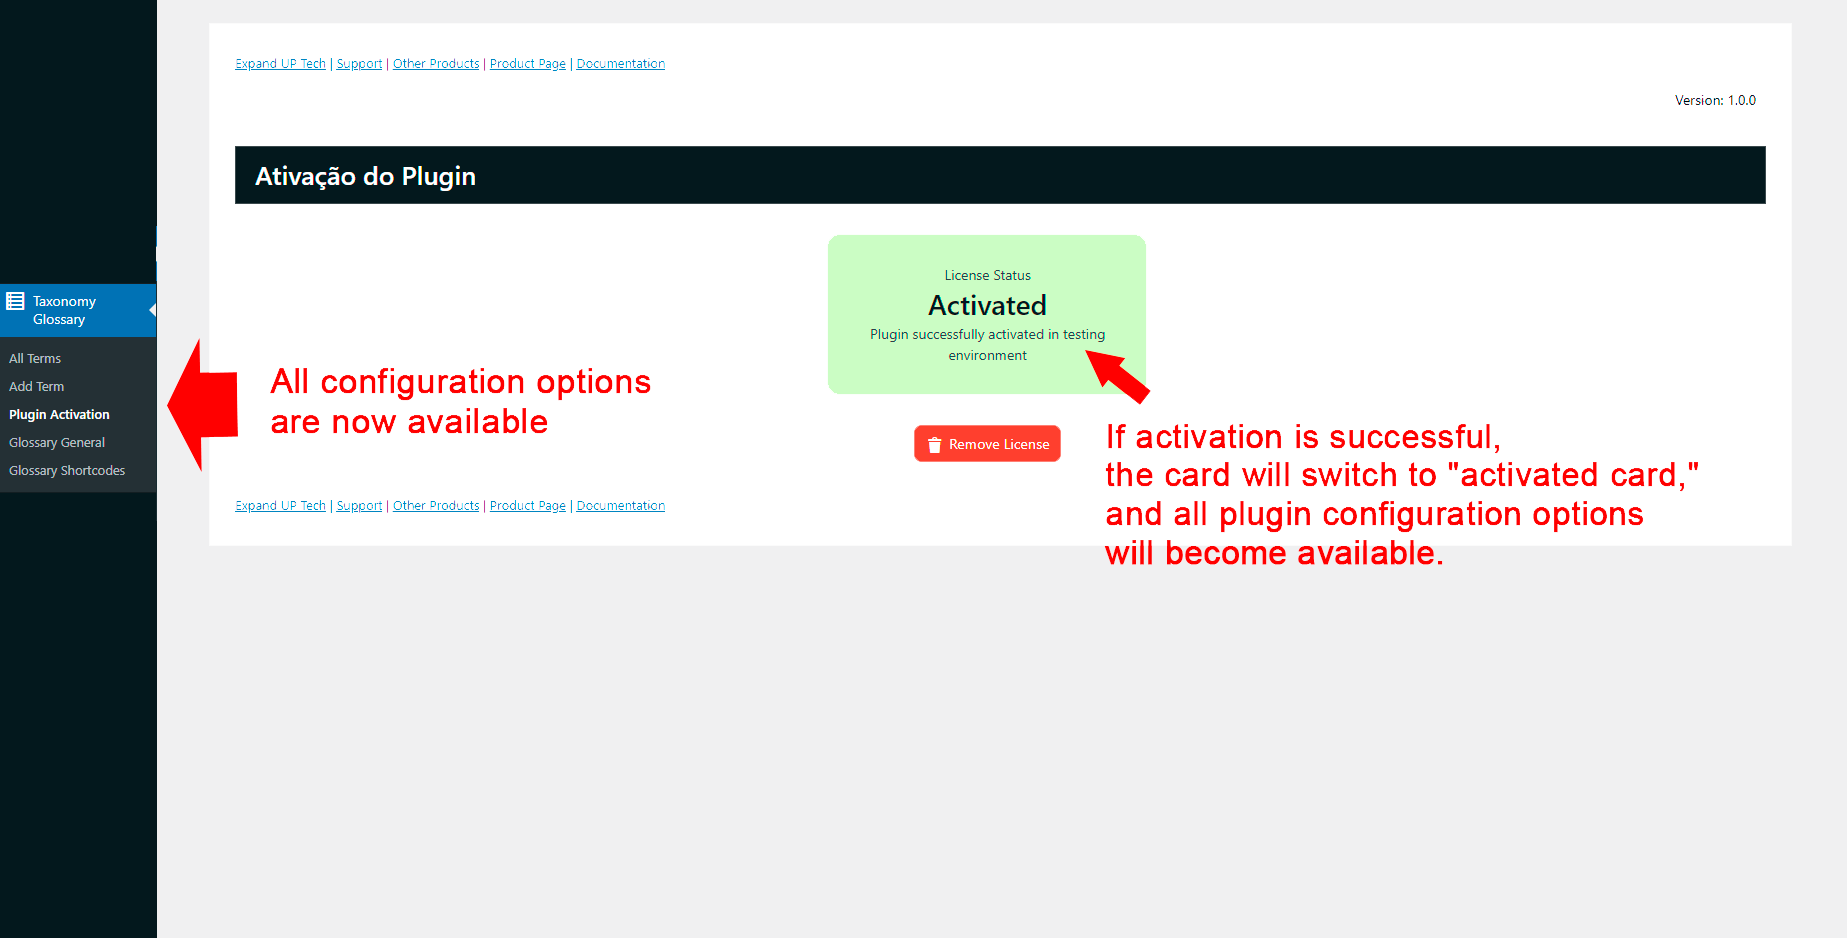 Expand UP Tech | Support | Other Products | Product Page | Documentation
Version: 1.0.0
Ativação do Plugin
Taxonomy
Glossary
All Terms
Add Term
Plugin Activation
Glossary General
Glossary Shortcodes
All configuration options
are now available
License Status
Activated
Plugin successfully activated in testing
environment
Remove License
If activation is successful,
the card will switch to "activated card,"
and all plugin configuration options
will become available.
Expand UP Tech | Support | Other Products | Product Page | Documentation